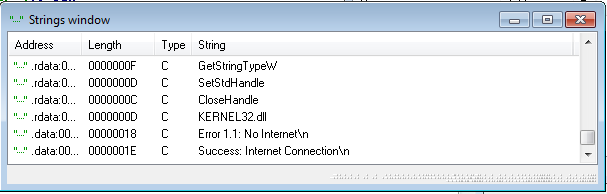 Strings window
Address Length Type String
.rdata:0... 0000000F C GetStringTypeW
.rdata:0... 0000000D C SetStdHandle
.rdata:0... 0000000C C CloseHandle
.rdata:0... 0000000D C KERNEL32.dll
.data:00... 00000018 C Error 1.1: No Internet\n
.data:00... 0000001E C Success: Internet Connection\n